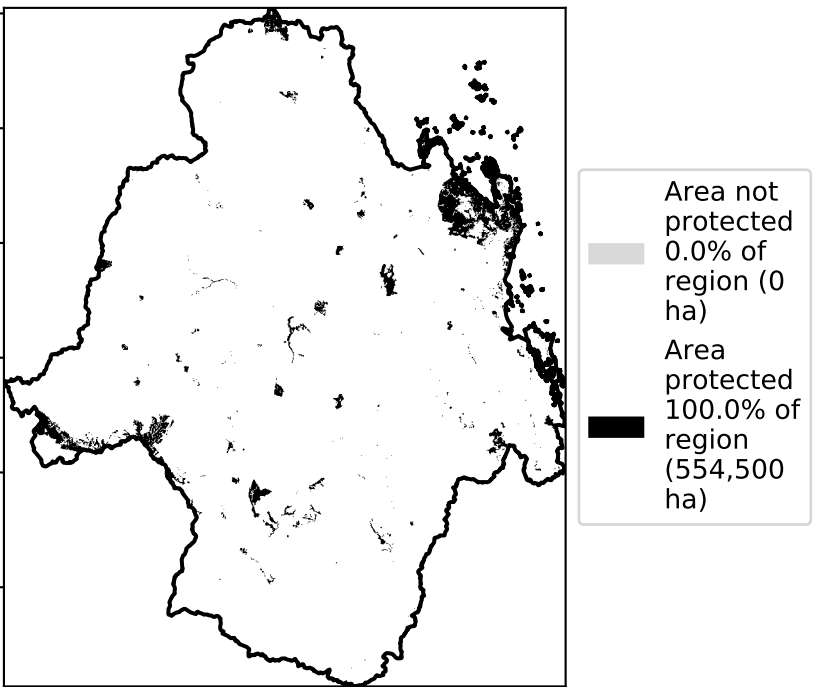 Area not
protected
0.0% of
region (0
ha)
Area
protected
100.0% of
region
(554,500
ha)